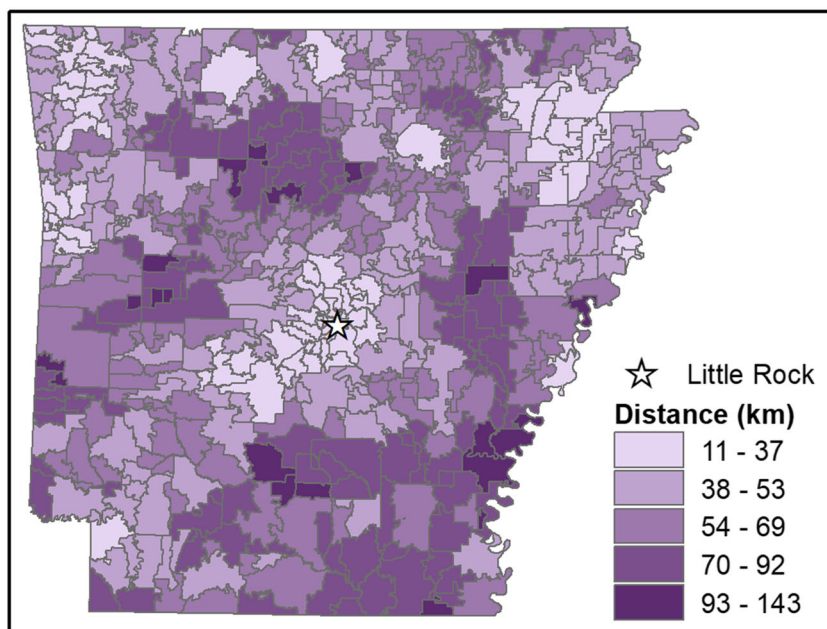 Little Rock
Distance (km)
11 - 37
38 - 53
54 - 69
70 - 92
93 - 143